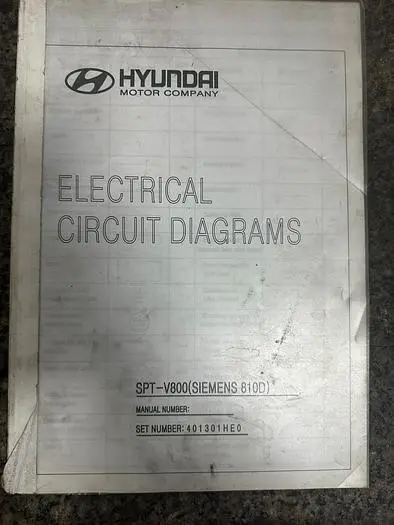 HYUNDAI
MOTOR COMPANY
ELECTRICAL
CIRCUIT DIAGRAMS
SPT-V800(SIEMENS 810D)
MANUAL NUMBER:
SET NUMBER: 401301HE0